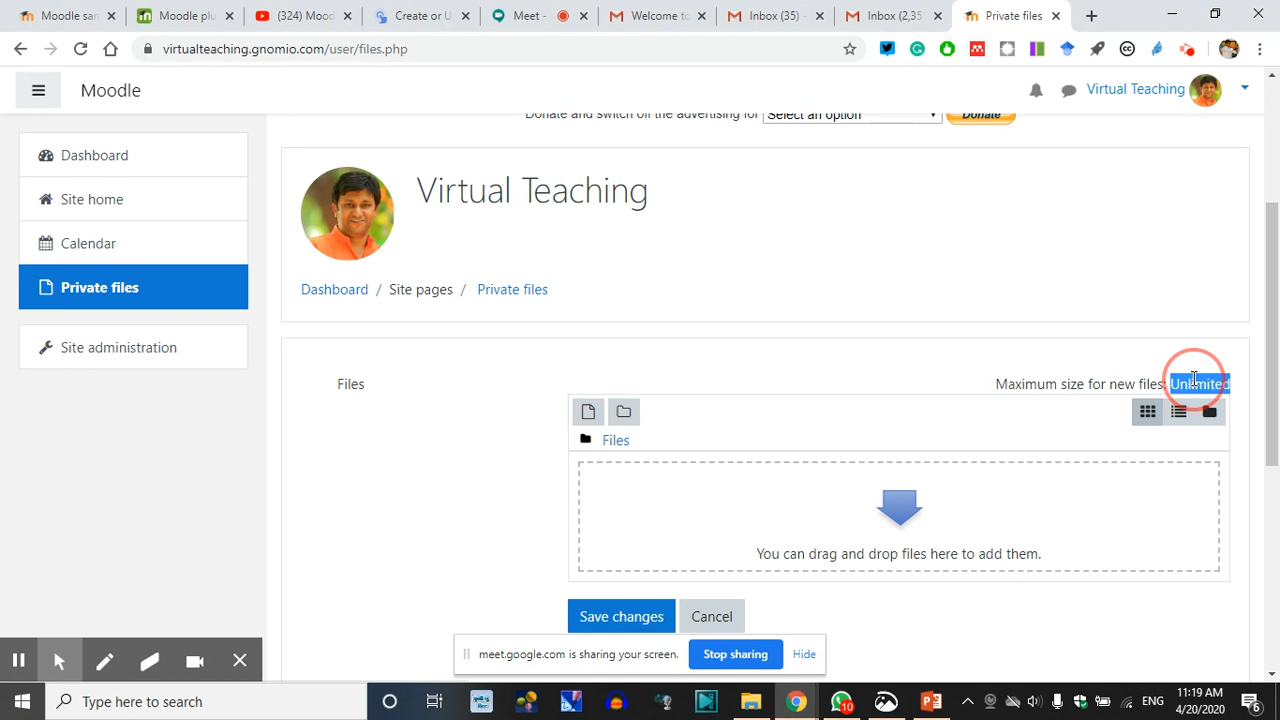 Moodle san
Moodle plu
(324) Mood
Create or U
Meet -
Welcome to
Inbox (35) -
Inbox (2,35
Private files
virtualteaching.gnomio.com/user/files.php
Moodle
Virtual Teaching
Donate and switch off the advertising for
Select an option
Donate
Dashboard
Site home
Calendar
Private files
Site administration
Virtual Teaching
Dashboard / Site pages / Private files
Files
Maximum size for new files: Unlimited
Files
You can drag and drop files here to add them.
Save changes
Cancel
meet.google.com is sharing your screen.
Stop sharing
Hide
Type here to search
10
ENG
11:19 AM
4/20/2020
6